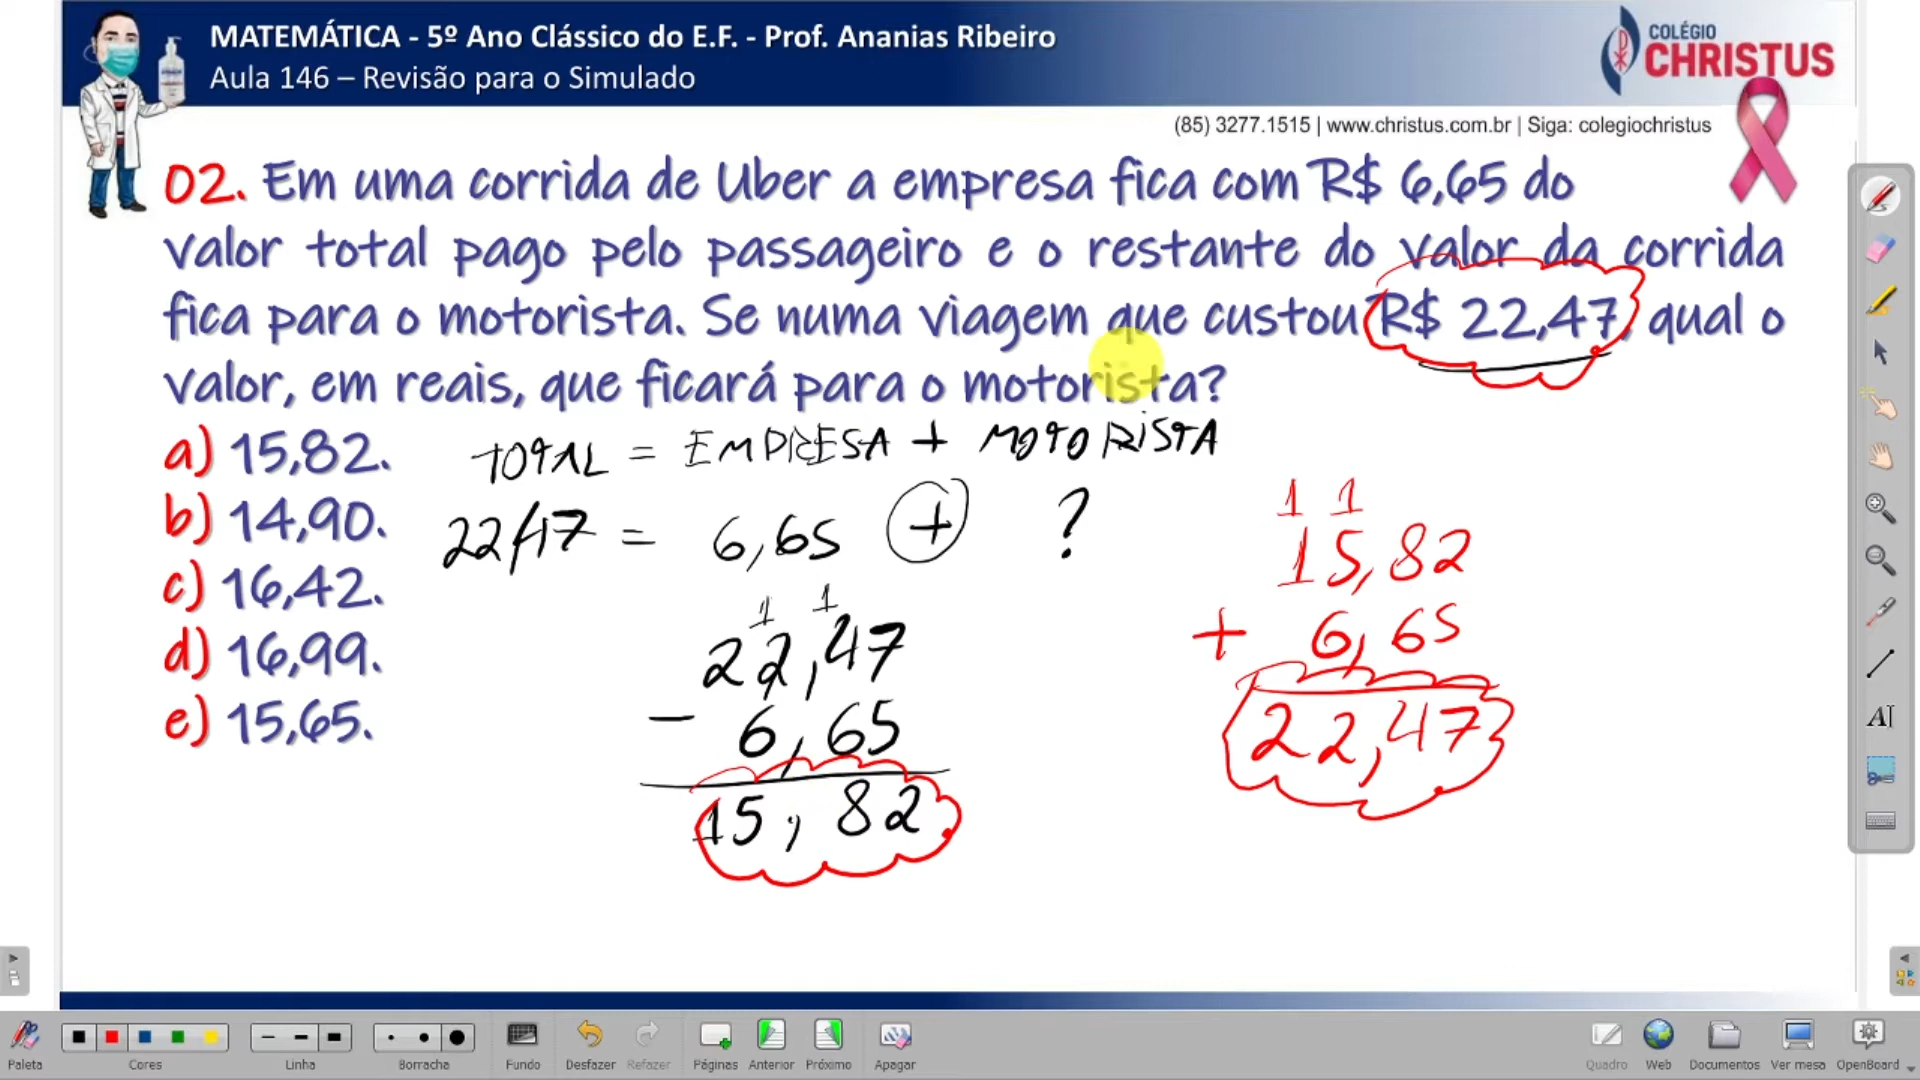 MATEMÁTICA - 5º Ano Clássico do E.F. - Prof. Ananias Ribeiro
Aula 146 – Revisão para o Simulado
COLÉGIO
CHRISTUS
(85) 3277.1515 | www.christus.com.br | Siga: colegiochristus
02. Em uma corrida de Uber a empresa fica com R$ 6,65 do
valor total pago pelo passageiro e o restante do valor da corrida
fica para o motorista. Se numa viagem que custou R$ 22,47, qual o
valor, em reais, que ficará para o motorista?
a) 15,82.
b) 14,90.
c) 16,42.
d) 16,99.
e) 15,65.
TOTAL = EMPRESA + MOTORISTA
22,47 = 6,65 + ?
1 1
22,47
- 6,65
15,82
1 1
15,82
+ 6,65
22,47
AI
Paleta
Cores
Linha
Borracha
Fundo
Desfazer
Refazer
Páginas
Anterior
Próximo
Apagar
Quadro
Web
Documentos
Ver mesa
OpenBoard